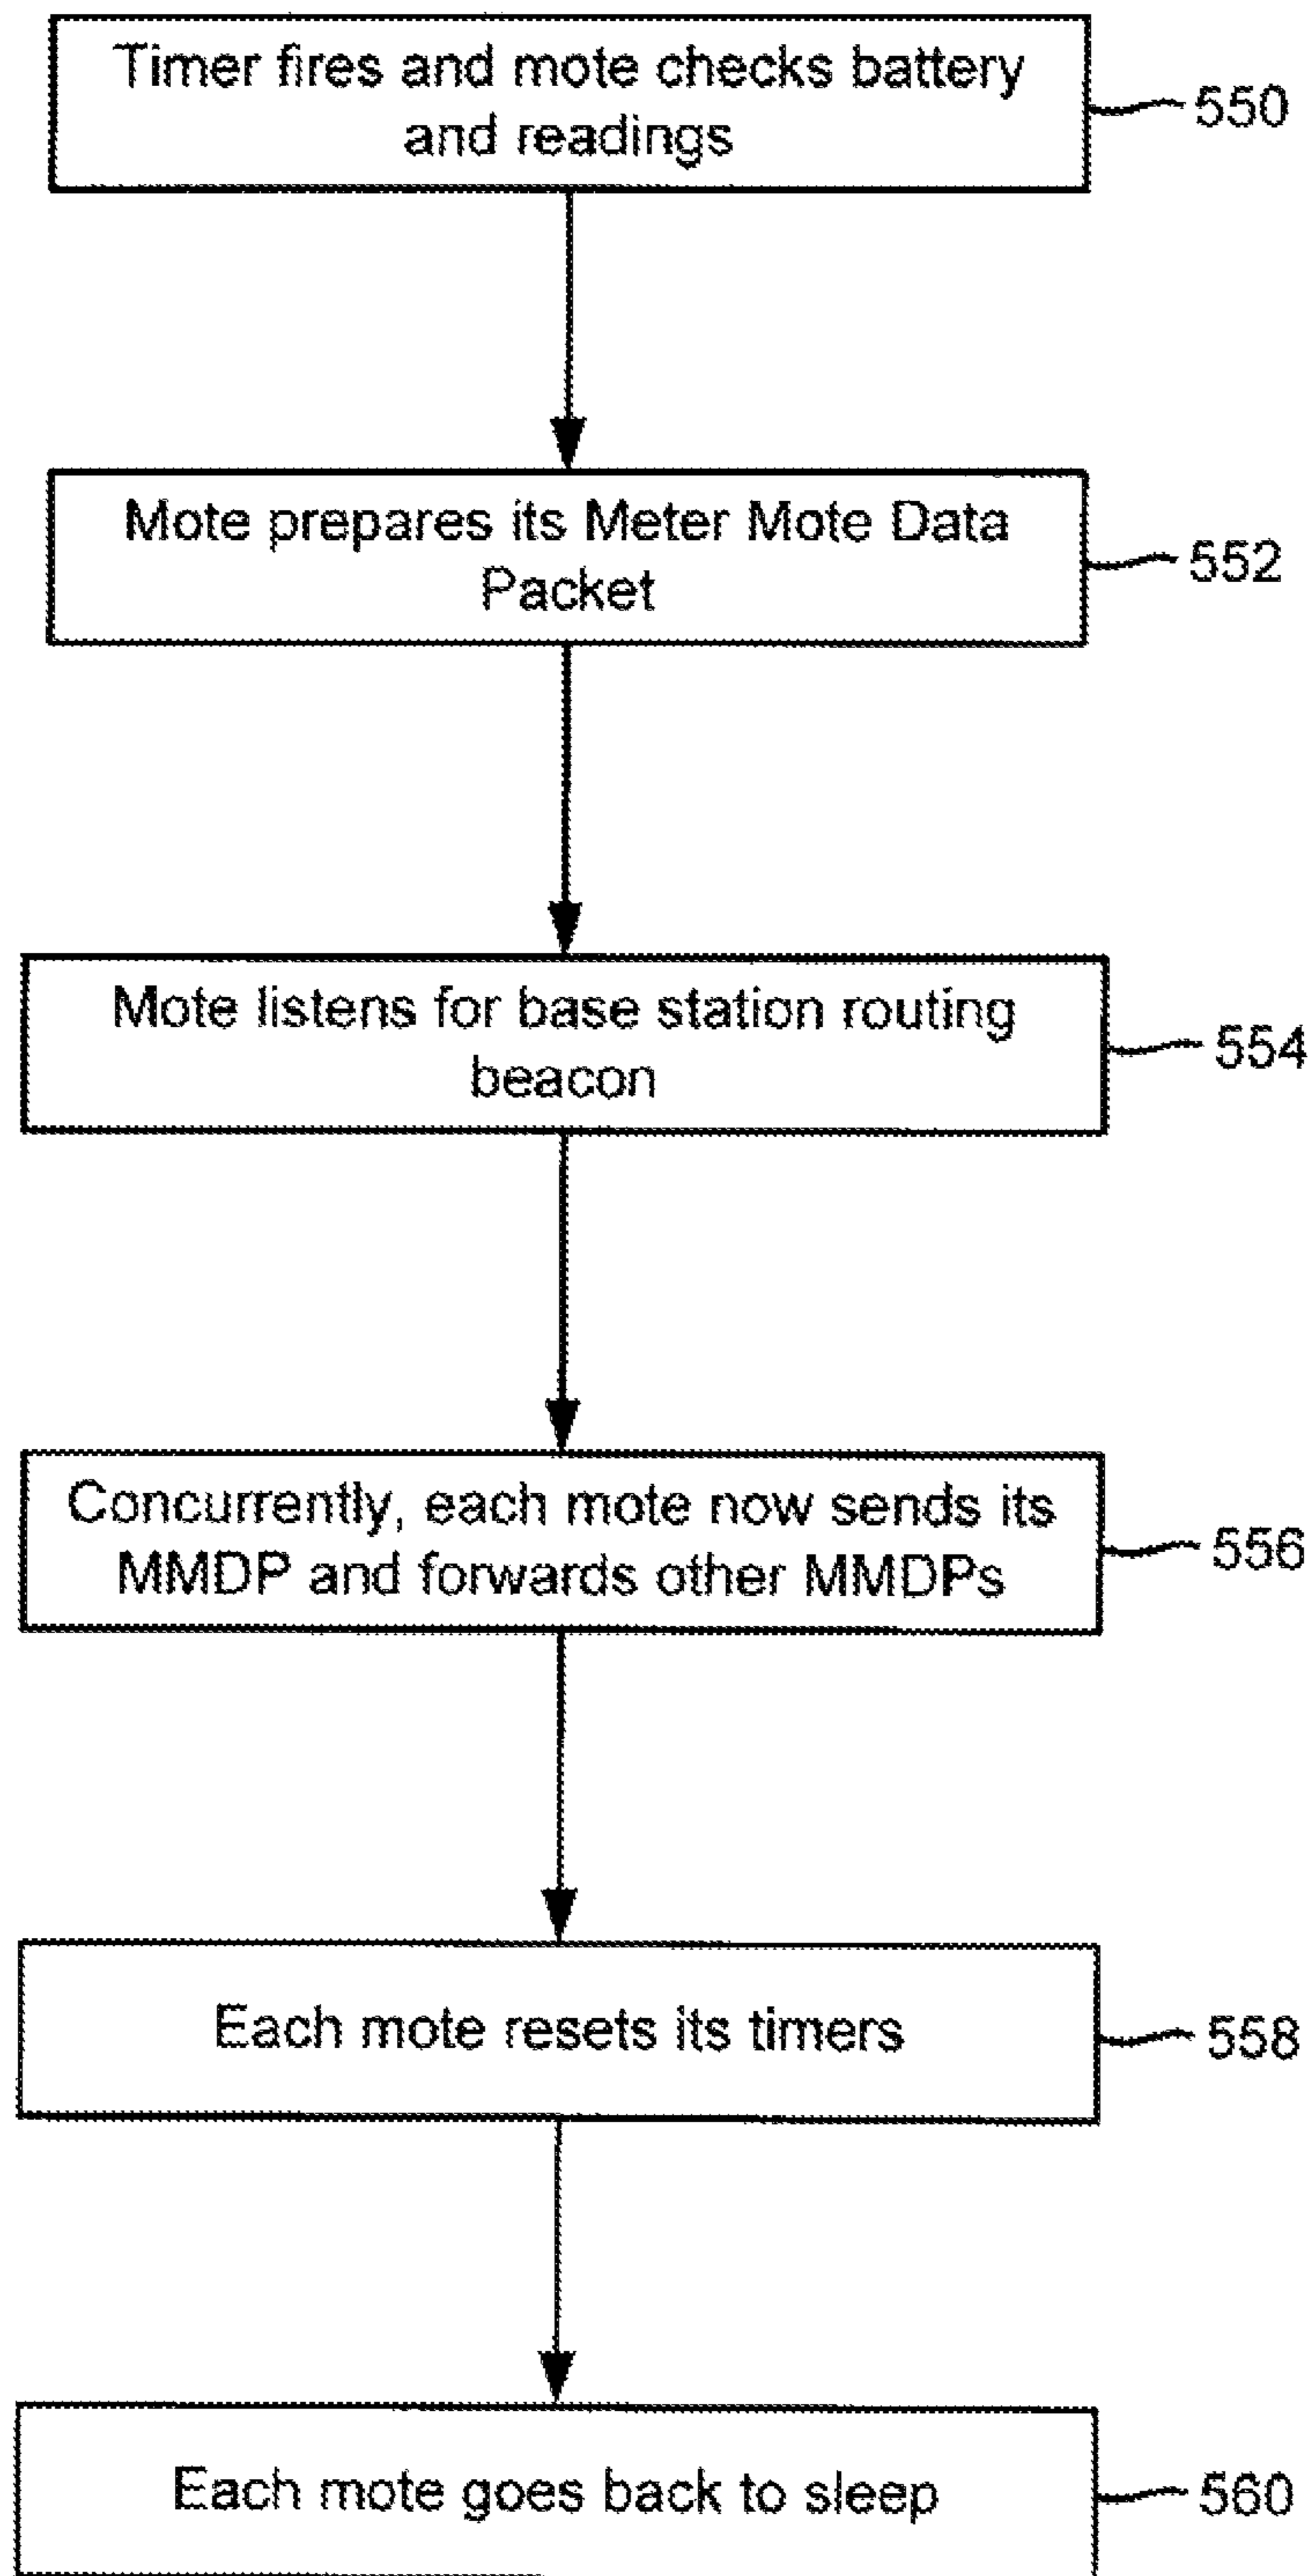 Timer fires and mote checks battery
and readings
550
Mote prepares its Meter Mote Data
Packet
552
Mote listens for base station routing
beacon
554
Concurrently, each mote now sends its
MMDP and forwards other MMDPs
556
Each mote resets its timers
558
Each mote goes back to sleep
560